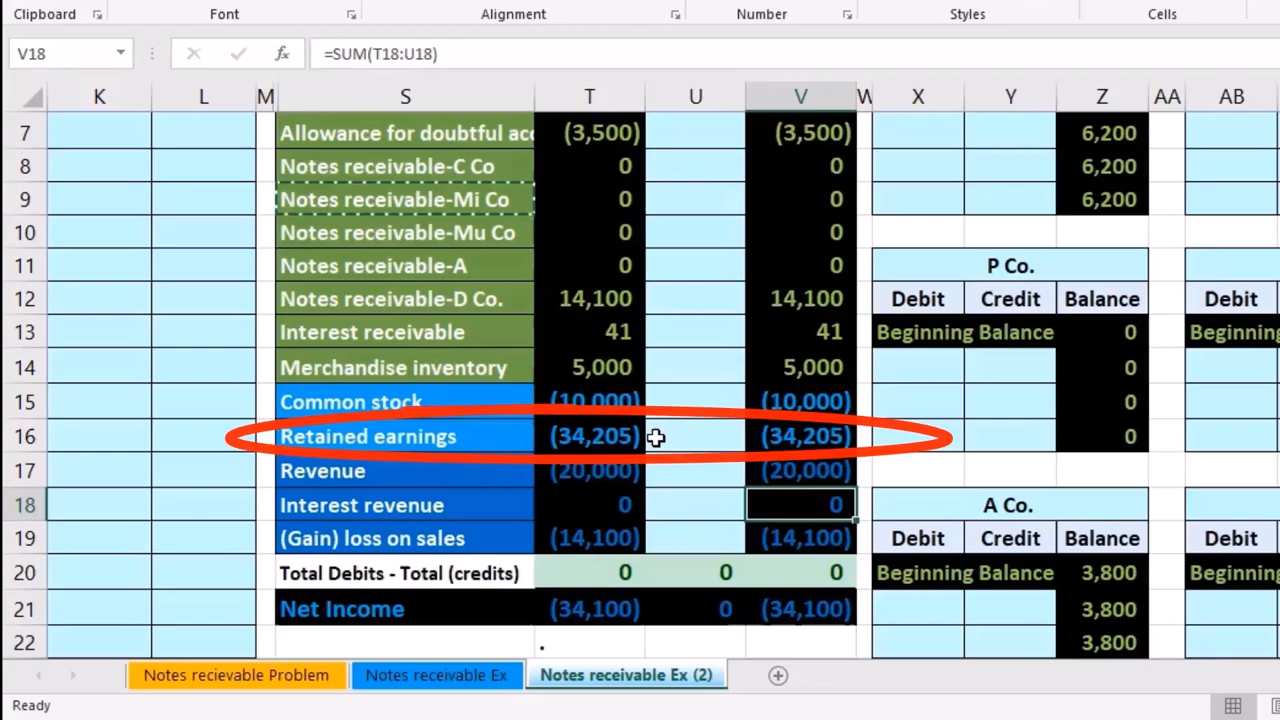 Clipboard Font Alignment Number Styles Cells
V18 fx =SUM(T18:U18)
K L M S T U V W X Y Z AA AB
7 Allowance for doubtful acc (3,500) (3,500) 6,200
8 Notes receivable-C Co 0 0 6,200
9 Notes receivable-Mi Co 0 0 6,200
10 Notes receivable-Mu Co 0 0
11 Notes receivable-A 0 0 P Co.
12 Notes receivable-D Co. 14,100 14,100 Debit Credit Balance Debit
13 Interest receivable 41 41 Beginning Balance 0 Beginning
14 Merchandise inventory 5,000 5,000 0
15 Common stock (10,000) (10,000) 0
16 Retained earnings (34,205) (34,205) 0
17 Revenue (20,000) (20,000)
18 Interest revenue 0 0 A Co.
19 (Gain) loss on sales (14,100) (14,100) Debit Credit Balance Debit
20 Total Debits - Total (credits) 0 0 0 Beginning Balance 3,800 Beginning
21 Net Income (34,100) 0 (34,100) 3,800
22 . 3,800
Notes recievable Problem Notes receivable Ex Notes receivable Ex (2)
Ready